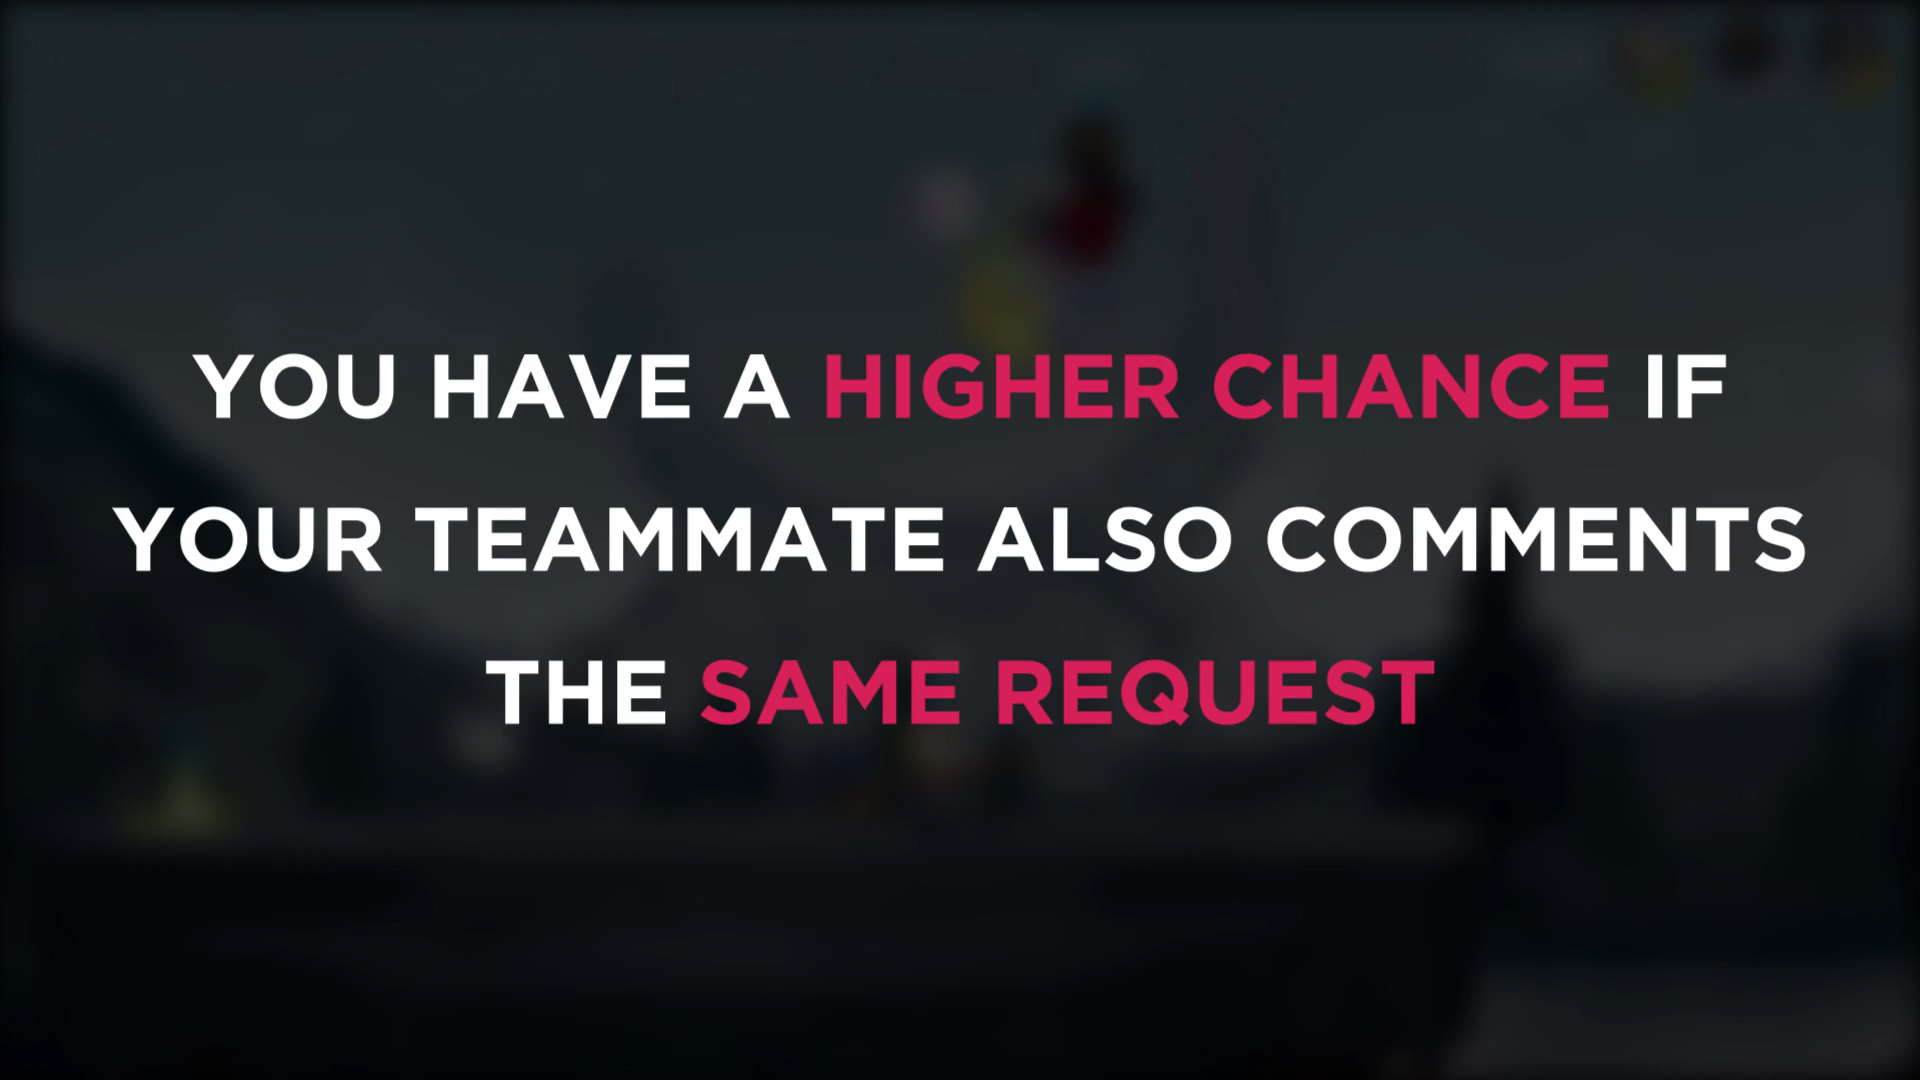 YOU HAVE A HIGHER CHANCE IF
YOUR TEAMMATE ALSO COMMENTS
THE SAME REQUEST